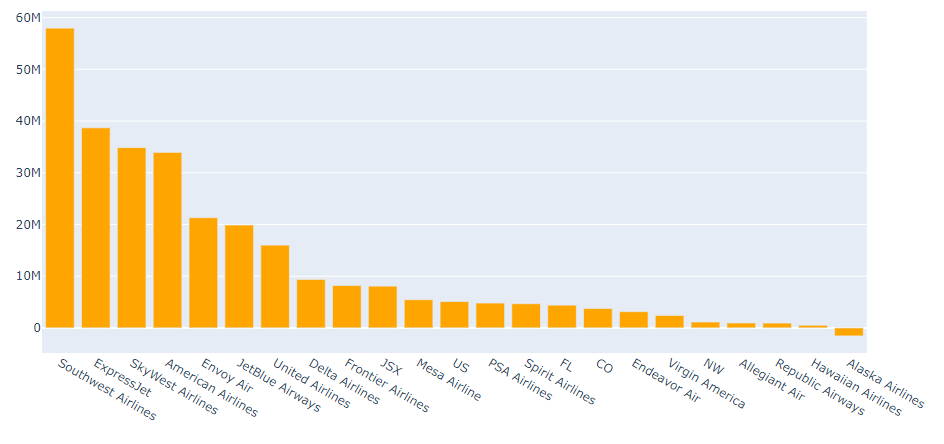 60M
50M
40M
30M
20M
10M
0
Southwest Airlines
ExpressJet
SkyWest Airlines
American Airlines
Envoy Air
JetBlue Airways
United Airlines
Delta Airlines
Frontier Airlines
JSX
Mesa Airline
US
PSA Airlines
Spirit Airlines
FL
CO
Endeavor Air
Virgin America
NW
Allegiant Air
Republic Airways
Hawaiian Airlines
Alaska Airlines